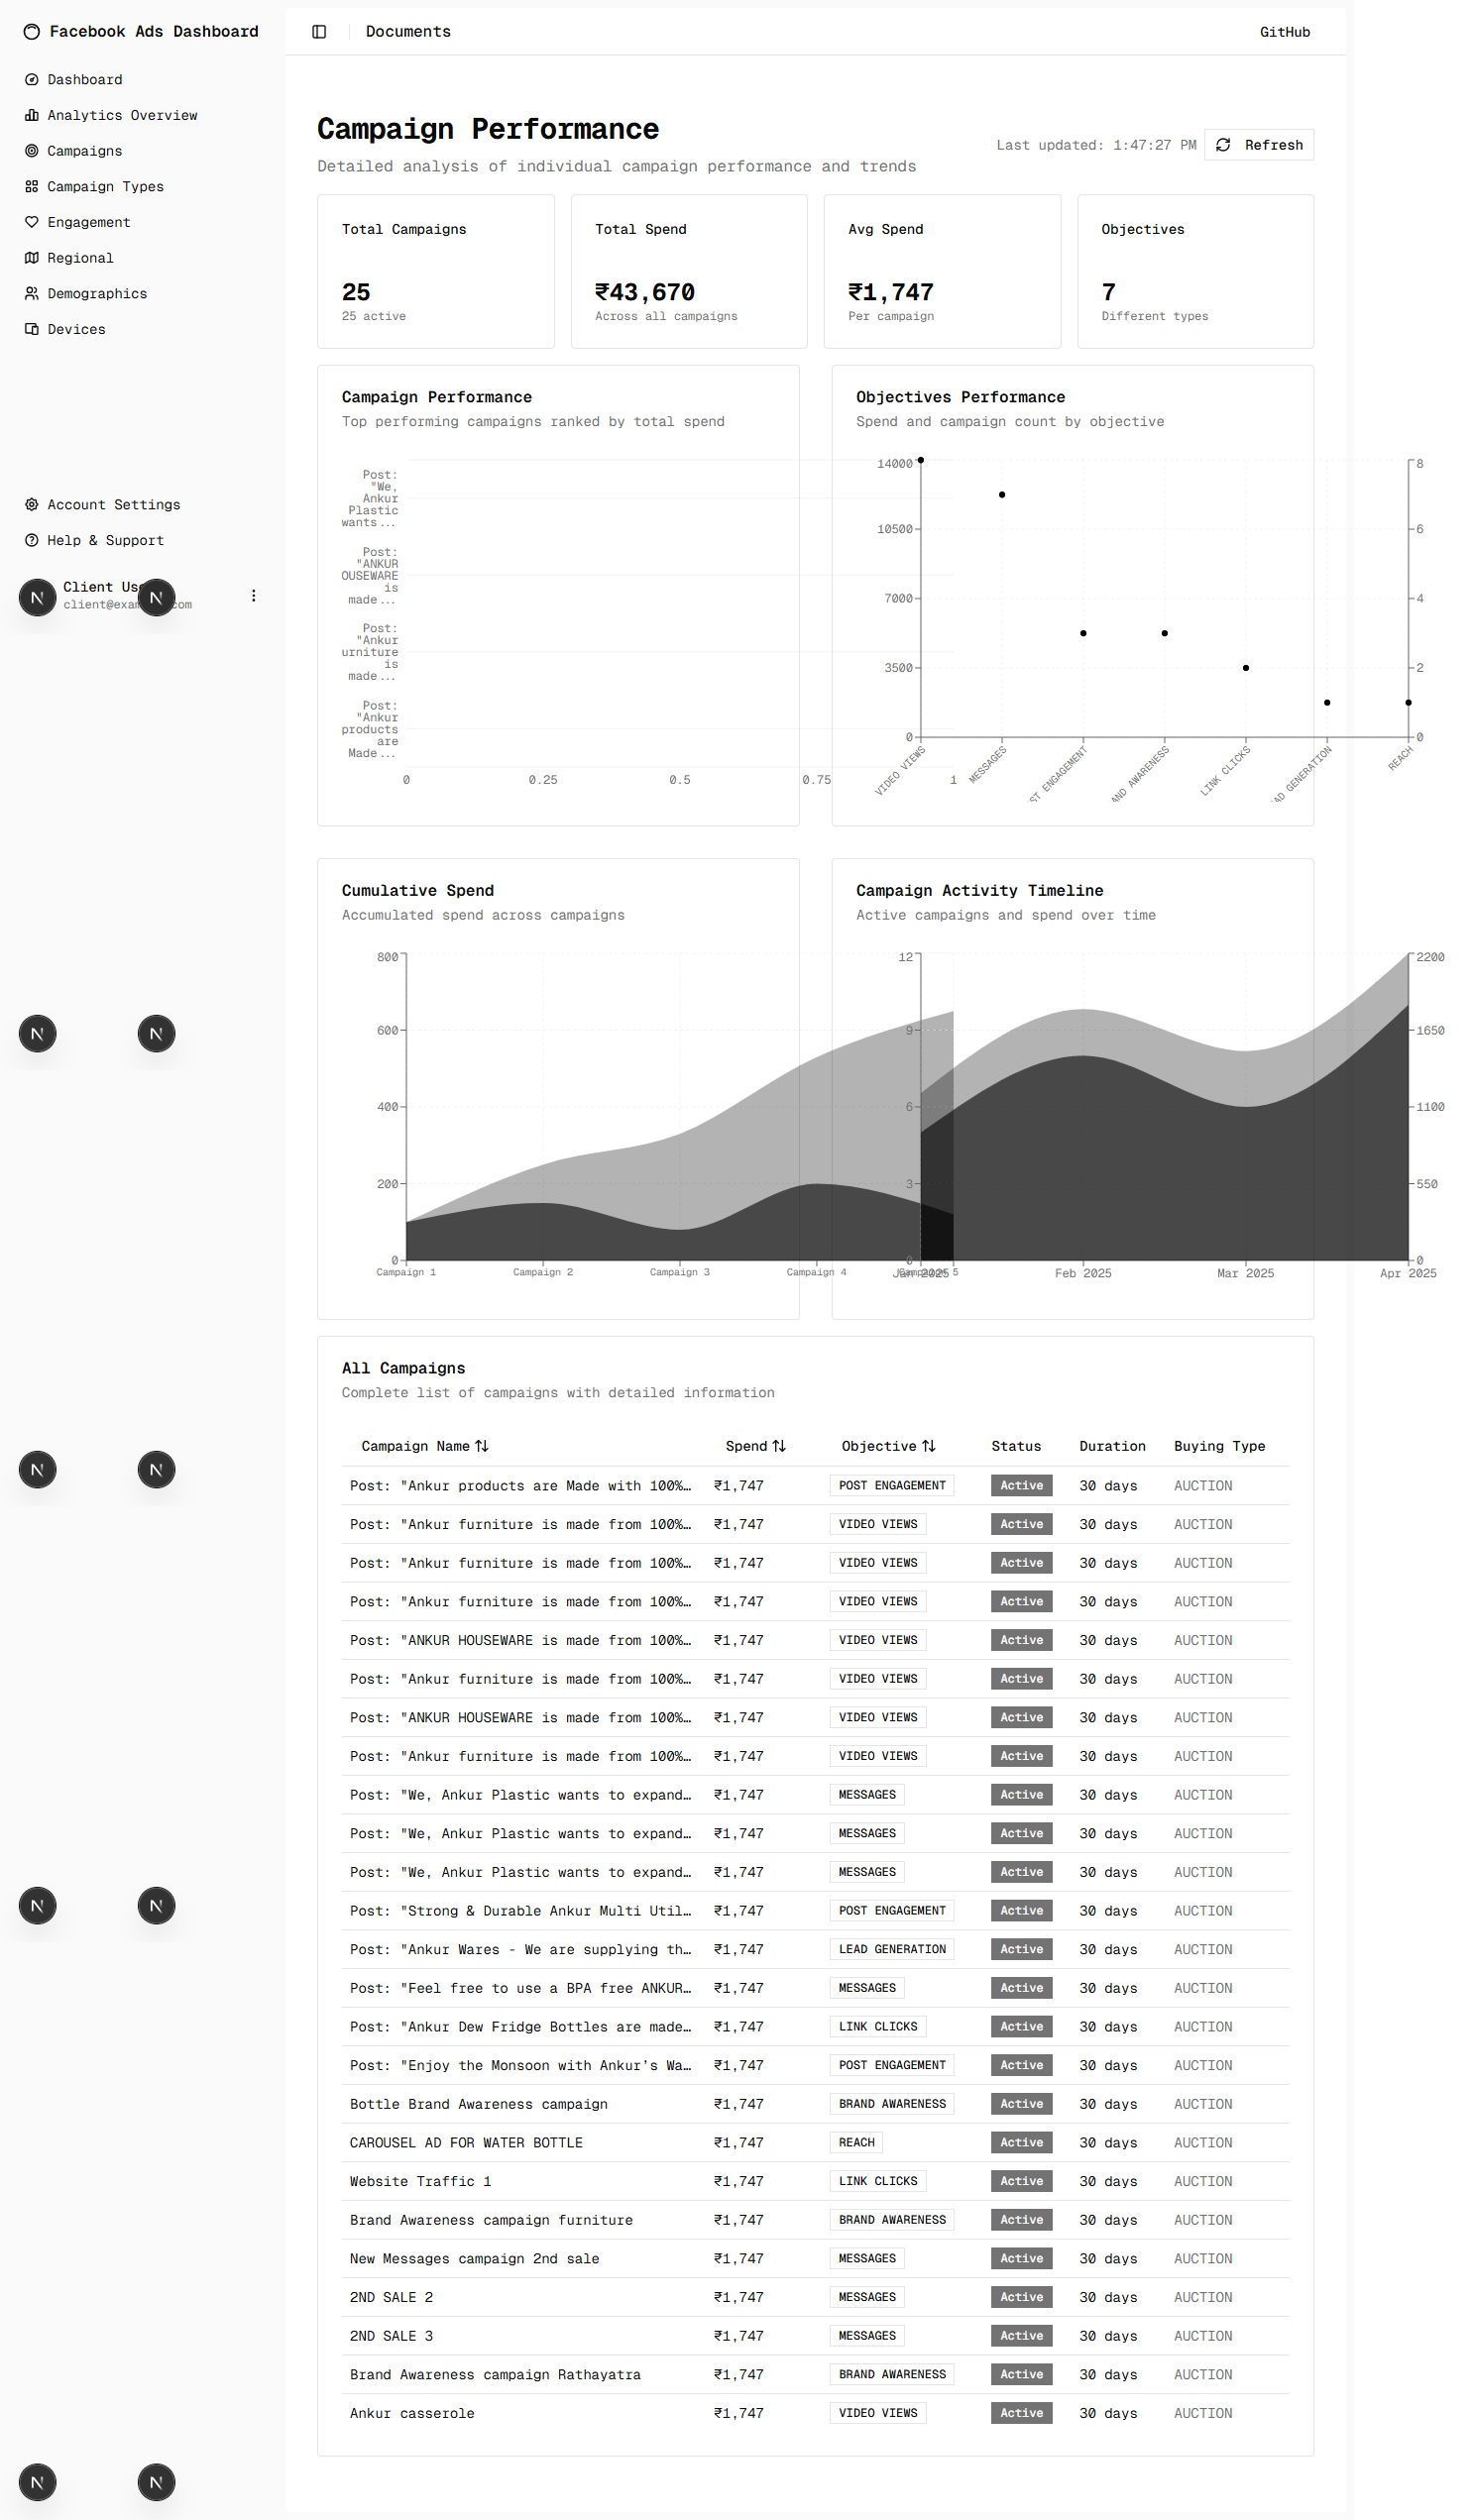 Facebook Ads Dashboard
Dashboard
Analytics Overview
Campaigns
Campaign Types
Engagement
Regional
Demographics
Devices
Account Settings
Help & Support
Client
N
N
Documents
GitHub
Campaign Performance
Detailed analysis of individual campaign performance and trends
Last updated: 1:47:27 PM
Refresh
Total Campaigns
25
25 active
Total Spend
₹43,670
Across all campaigns
Avg Spend
₹1,747
Per campaign
Objectives
7
Different types
Campaign Performance
Top performing campaigns ranked by total spend
Post:
"We,
Ankur
Plastic
wants...
Post:
"ANKUR
OUSEWARE
is
made...
Post:
"Ankur
urniture
is
made...
Post:
"Ankur
products
are
Made...
0 0.25 0.5 0.75 1
Objectives Performance
Spend and campaign count by objective
14000
10500
7000
3500
0
8
6
4
2
0
VIDEO VIEWS
MESSAGES
ST ENGAGEMENT
AND AWARENESS
LINK CLICKS
AD GENERATION
REACH
Cumulative Spend
Accumulated spend across campaigns
800
600
400
200
0
Campaign 1 Campaign 2 Campaign 3 Campaign 4 Campaign 5
Campaign Activity Timeline
Active campaigns and spend over time
12
9
6
3
0
2200
1650
1100
550
0
Jan 2025 Feb 2025 Mar 2025 Apr 2025
N
N
N
N
N
N
N
N
All Campaigns
Complete list of campaigns with detailed information
Campaign Name Spend Objective Status Duration Buying Type
Post: "Ankur products are Made with 100%… ₹1,747 POST ENGAGEMENT Active 30 days AUCTION
Post: "Ankur furniture is made from 100%… ₹1,747 VIDEO VIEWS Active 30 days AUCTION
Post: "Ankur furniture is made from 100%… ₹1,747 VIDEO VIEWS Active 30 days AUCTION
Post: "Ankur furniture is made from 100%… ₹1,747 VIDEO VIEWS Active 30 days AUCTION
Post: "ANKUR HOUSEWARE is made from 100%… ₹1,747 VIDEO VIEWS Active 30 days AUCTION
Post: "Ankur furniture is made from 100%… ₹1,747 VIDEO VIEWS Active 30 days AUCTION
Post: "ANKUR HOUSEWARE is made from 100%… ₹1,747 VIDEO VIEWS Active 30 days AUCTION
Post: "Ankur furniture is made from 100%… ₹1,747 VIDEO VIEWS Active 30 days AUCTION
Post: "We, Ankur Plastic wants to expand… ₹1,747 MESSAGES Active 30 days AUCTION
Post: "We, Ankur Plastic wants to expand… ₹1,747 MESSAGES Active 30 days AUCTION
Post: "We, Ankur Plastic wants to expand… ₹1,747 MESSAGES Active 30 days AUCTION
Post: "Strong & Durable Ankur Multi Util… ₹1,747 POST ENGAGEMENT Active 30 days AUCTION
Post: "Ankur Wares - We are supplying th… ₹1,747 LEAD GENERATION Active 30 days AUCTION
Post: "Feel free to use a BPA free ANKUR… ₹1,747 MESSAGES Active 30 days AUCTION
Post: "Ankur Dew Fridge Bottles are made… ₹1,747 LINK CLICKS Active 30 days AUCTION
Post: "Enjoy the Monsoon with Ankur’s Wa… ₹1,747 POST ENGAGEMENT Active 30 days AUCTION
Bottle Brand Awareness campaign ₹1,747 BRAND AWARENESS Active 30 days AUCTION
CAROUSEL AD FOR WATER BOTTLE ₹1,747 REACH Active 30 days AUCTION
Website Traffic 1 ₹1,747 LINK CLICKS Active 30 days AUCTION
Brand Awareness campaign furniture ₹1,747 BRAND AWARENESS Active 30 days AUCTION
New Messages campaign 2nd sale ₹1,747 MESSAGES Active 30 days AUCTION
2ND SALE 2 ₹1,747 MESSAGES Active 30 days AUCTION
2ND SALE 3 ₹1,747 MESSAGES Active 30 days AUCTION
Brand Awareness campaign Rathayatra ₹1,747 BRAND AWARENESS Active 30 days AUCTION
Ankur casserole ₹1,747 VIDEO VIEWS Active 30 days AUCTION